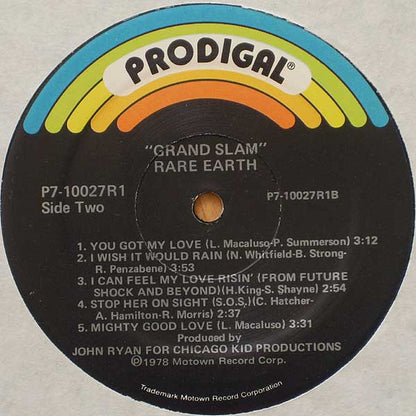 PRODIGAL®
"GRAND SLAM"
RARE EARTH
P7-10027R1
Side Two
P7-10027R1B
1. YOU GOT MY LOVE (L. Macaluso-P. Summerson) 3:12
2. I WISH IT WOULD RAIN (N. Whitfield-B. Strong-
R. Penzabene) 3:53
3. I CAN FEEL MY LOVE RISIN' (FROM FUTURE
SHOCK AND BEYOND)(H.King-S. Shayne) 2:54
4. STOP HER ON SIGHT (S.O.S.)(C. Hatcher-
A. Hamilton-R. Morris) 2:37
5. MIGHTY GOOD LOVE (L. Macaluso) 3:31
Produced by
JOHN RYAN FOR CHICAGO KID PRODUCTIONS
℗1978 Motown Record Corp.
Trademark Motown Record Corporation